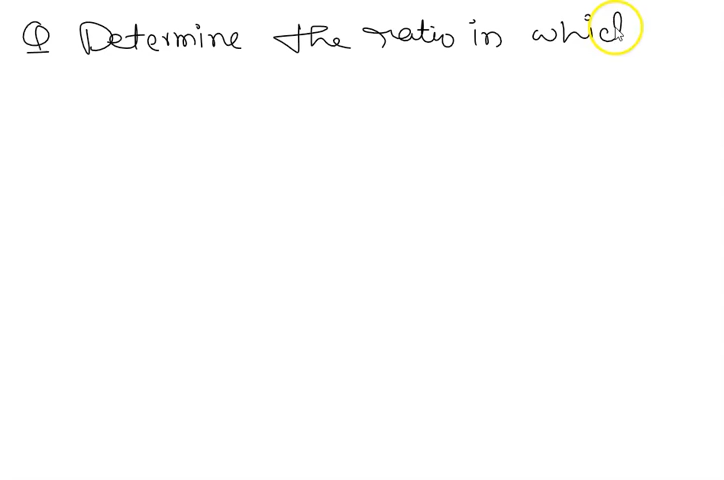 Q Determine the ratio in which